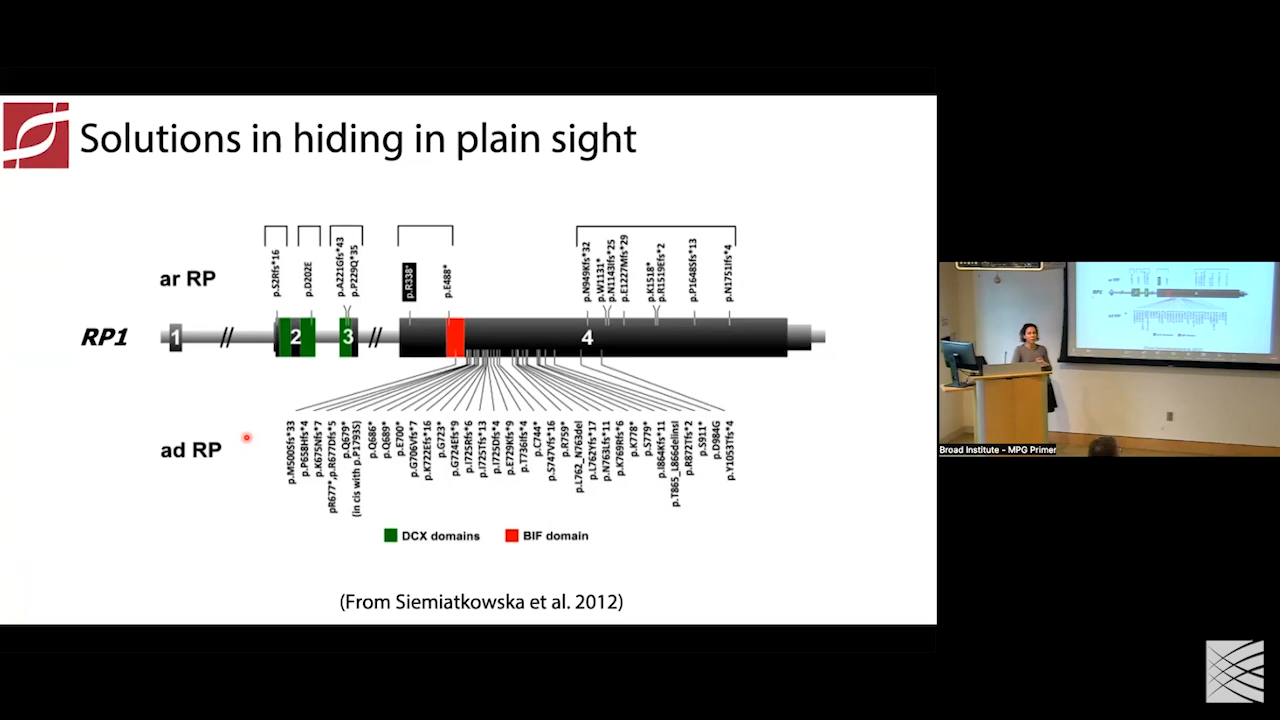 Solutions in hiding in plain sight
ar RP
p.S2Rfs*16
p.D202E
p.A221Gfs*43
p.P229Q*35
p.R338*
p.E488*
p.N949Kfs*32
p.W1131*
p.N1143Ifs*25
p.E1227Mfs*29
p.K1518*
p.R1519Efs*2
p.P1648Sfs*13
p.N1751Ifs*4
RP1
1
//
2
3
//
4
ad RP
p.M500Sfs*33
p.P658Hfs*4
p.K675Nfs*7
pR677*,p.R677Dfs*5
p.Q679*
(in cis with p.P1793S)
p.Q686*
p.Q689*
p.E700*
p.G706Vfs*7
p.K722Efs*16
p.G723*
p.G724Efs*9
p.I725Rfs*6
p.I725Tfs*13
p.I725Dfs*4
p.E729Kfs*9
p.T736Ifs*4
p.C744*
p.S747Vfs*16
p.R759*
p.L762_N763del
p.L762Yfs*17
p.N763Lfs*11
p.K769Rfs*6
p.K778*
p.S779*
p.I864Kfs*11
p.T865_L866delinsI
p.R872Tfs*2
p.S911*
p.D984G
p.Y1053Tfs*4
DCX domains
BIF domain
(From Siemiatkowska et al. 2012)
Broad Institute - MPG Primer